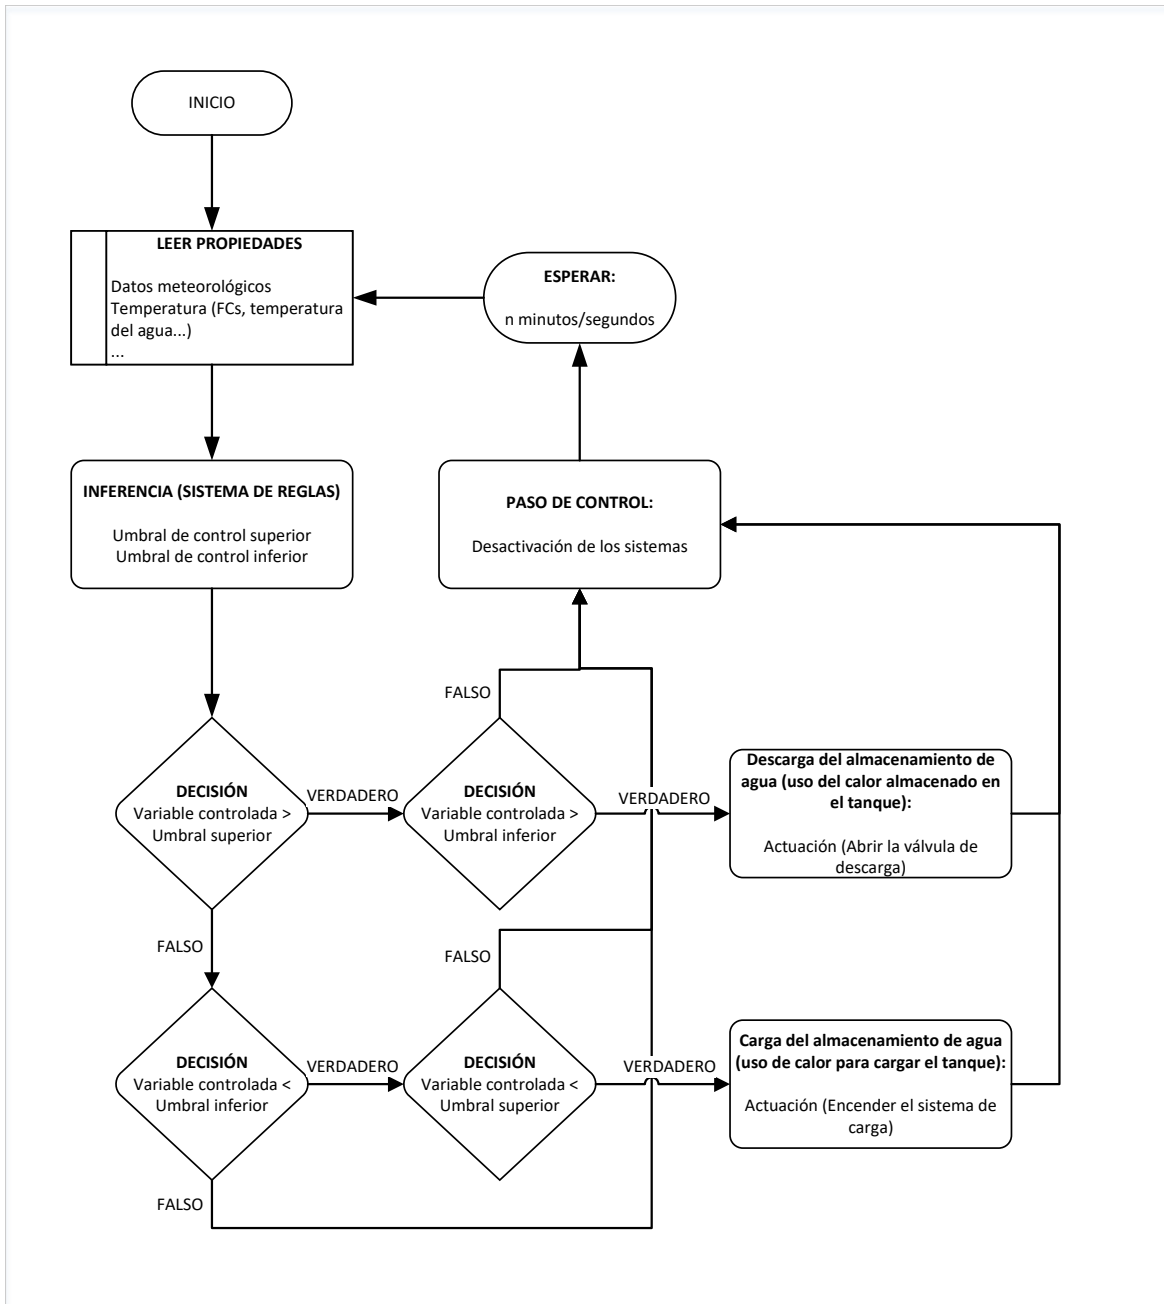 INICIO
LEER PROPIEDADES
Datos meteorológicos
Temperatura (FCs, temperatura
del agua...)
...
ESPERAR:
n minutos/segundos
INFERENCIA (SISTEMA DE REGLAS)
Umbral de control superior
Umbral de control inferior
PASO DE CONTROL:
Desactivación de los sistemas
FALSO
DECISIÓN
Variable controlada >
Umbral superior
VERDADERO
DECISIÓN
Variable controlada >
Umbral inferior
VERDADERO
Descarga del almacenamiento de
agua (uso del calor almacenado en
el tanque):
Actuación (Abrir la válvula de
descarga)
FALSO
FALSO
DECISIÓN
Variable controlada <
Umbral inferior
VERDADERO
DECISIÓN
Variable controlada <
Umbral superior
VERDADERO
Carga del almacenamiento de agua
(uso de calor para cargar el tanque):
Actuación (Encender el sistema de
carga)
FALSO